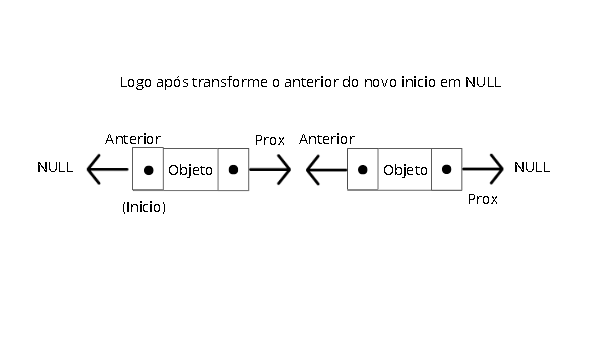 Logo após transforme o anterior do novo inicio em NULL
Anterior Prox Anterior
NULL Objeto Objeto NULL
(Inicio) Prox